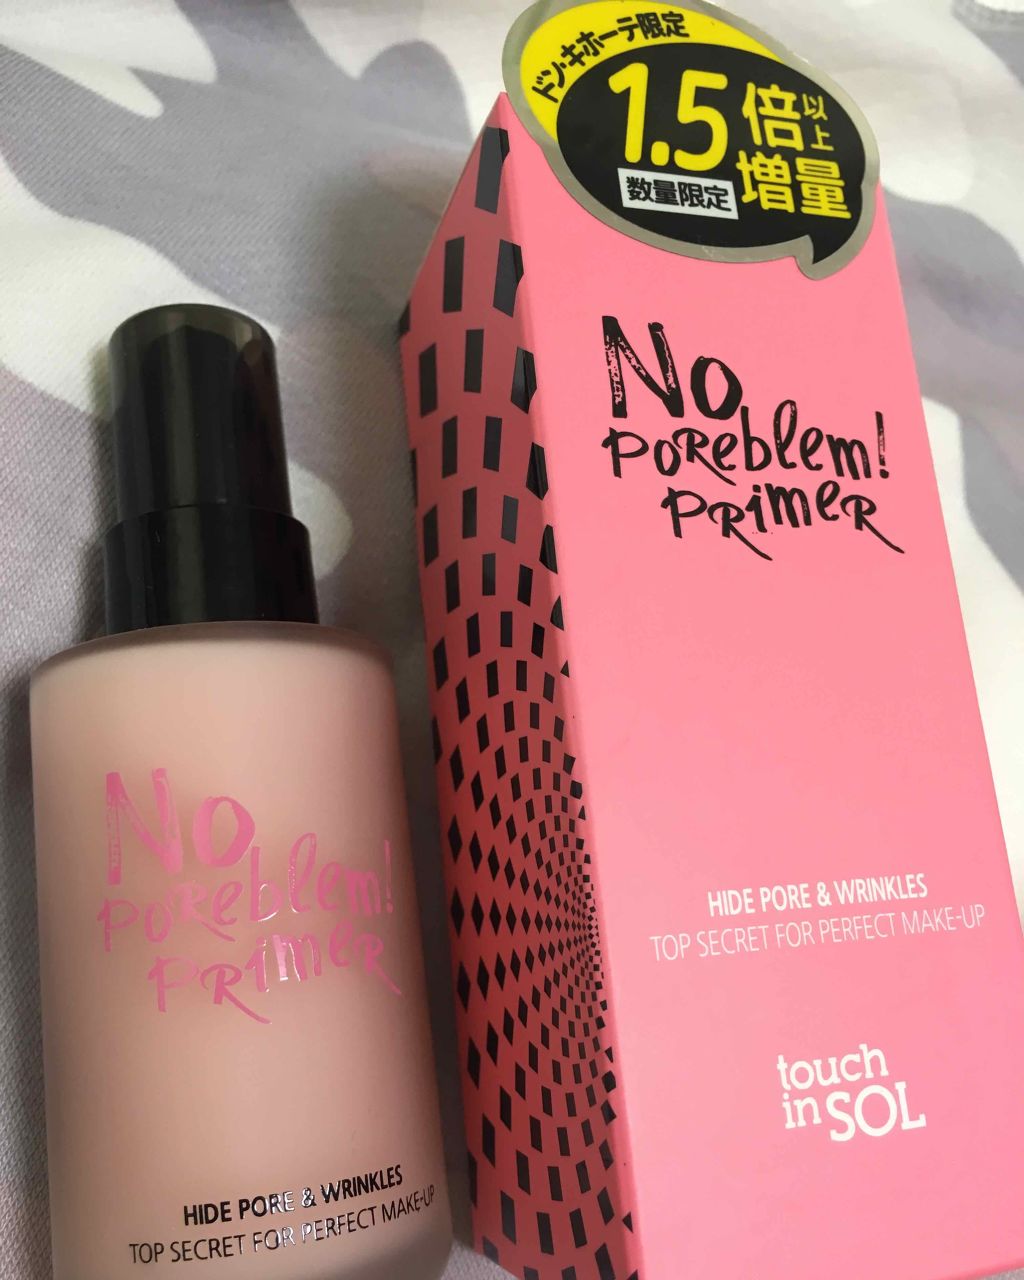 ドン・キホーテ限定
1.5倍以上
増量
数量限定
No
Poreblem!
Primer
HIDE PORE & WRINKLES
TOP SECRET FOR PERFECT MAKE-UP
touch
in SOL
No
Poreblem!
Primer
HIDE PORE & WRINKLES
TOP SECRET FOR PERFECT MAKE-UP